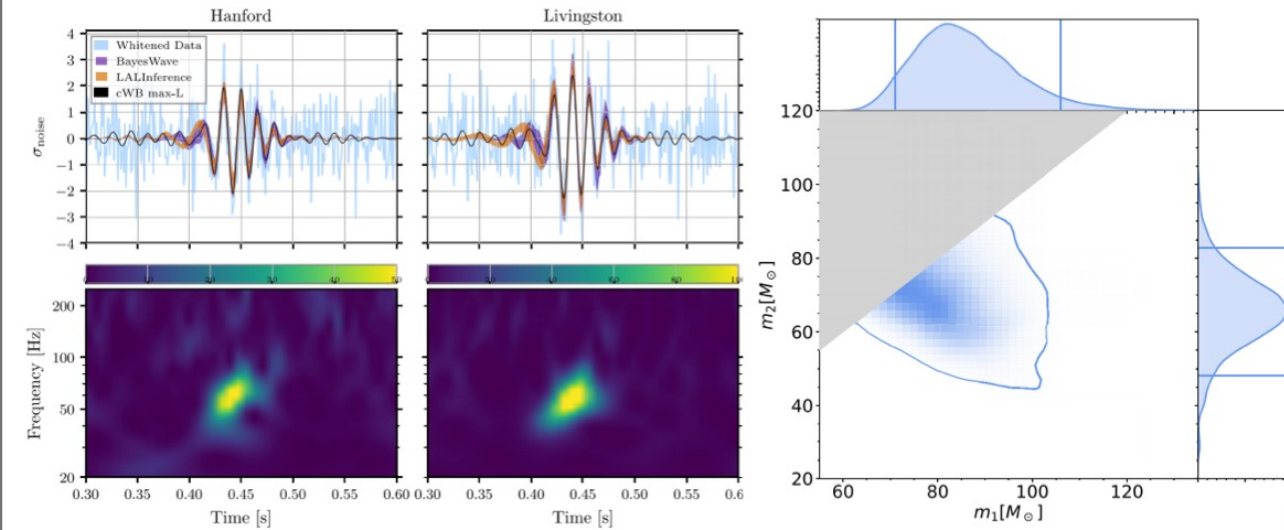 Hanford
Livingston
4
3
2
1
0
−1
−2
−3
−4
σnoise
Whitened Data
BayesWave
LALInference
cWB max-L
200
100
50
20
Frequency [Hz]
0.30 0.35 0.40 0.45 0.50 0.55 0.60
0.30 0.35 0.40 0.45 0.50 0.55
Time [s]
Time [s]
120
100
80
60
40
20
m₂[M⊙]
60 80 100 120
m₁[M⊙]